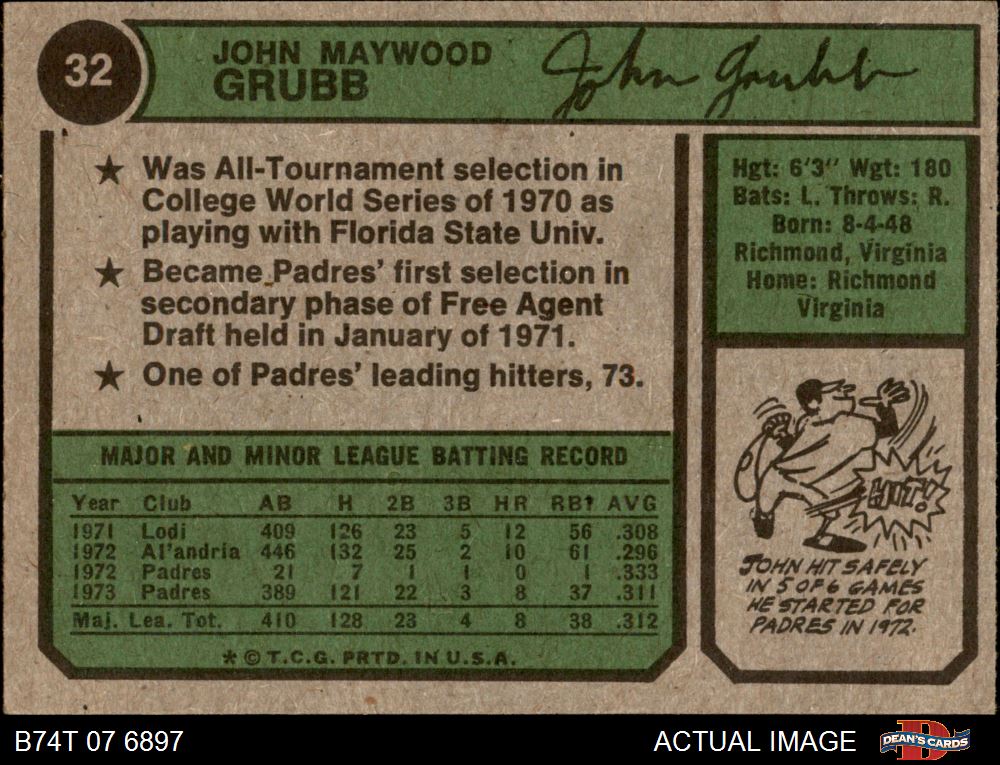 32
JOHN MAYWOOD
GRUBB
John Grubb
★ Was All-Tournament selection in
College World Series of 1970 as
playing with Florida State Univ.
★ Became Padres' first selection in
secondary phase of Free Agent
Draft held in January of 1971.
★ One of Padres' leading hitters, 73.
Hgt: 6'3" Wgt: 180
Bats: L. Throws: R.
Born: 8-4-48
Richmond, Virginia
Home: Richmond
Virginia
MAJOR AND MINOR LEAGUE BATTING RECORD
Year Club AB H 2B 3B HR RBI AVG
1971 Lodi 409 126 23 5 12 56 .308
1972 Al'andria 446 132 25 2 10 61 .296
1972 Padres 21 7 1 1 0 1 .333
1973 Padres 389 121 22 3 8 37 .311
Maj. Lea. Tot. 410 128 23 4 8 38 .312
* © T.C.G. PRTD. IN U.S.A.
HIT!
JOHN HIT SAFELY
IN 5 OF 6 GAMES
HE STARTED FOR
PADRES IN 1972.
B74T 07 6897
ACTUAL IMAGE
DEAN'S CARDS